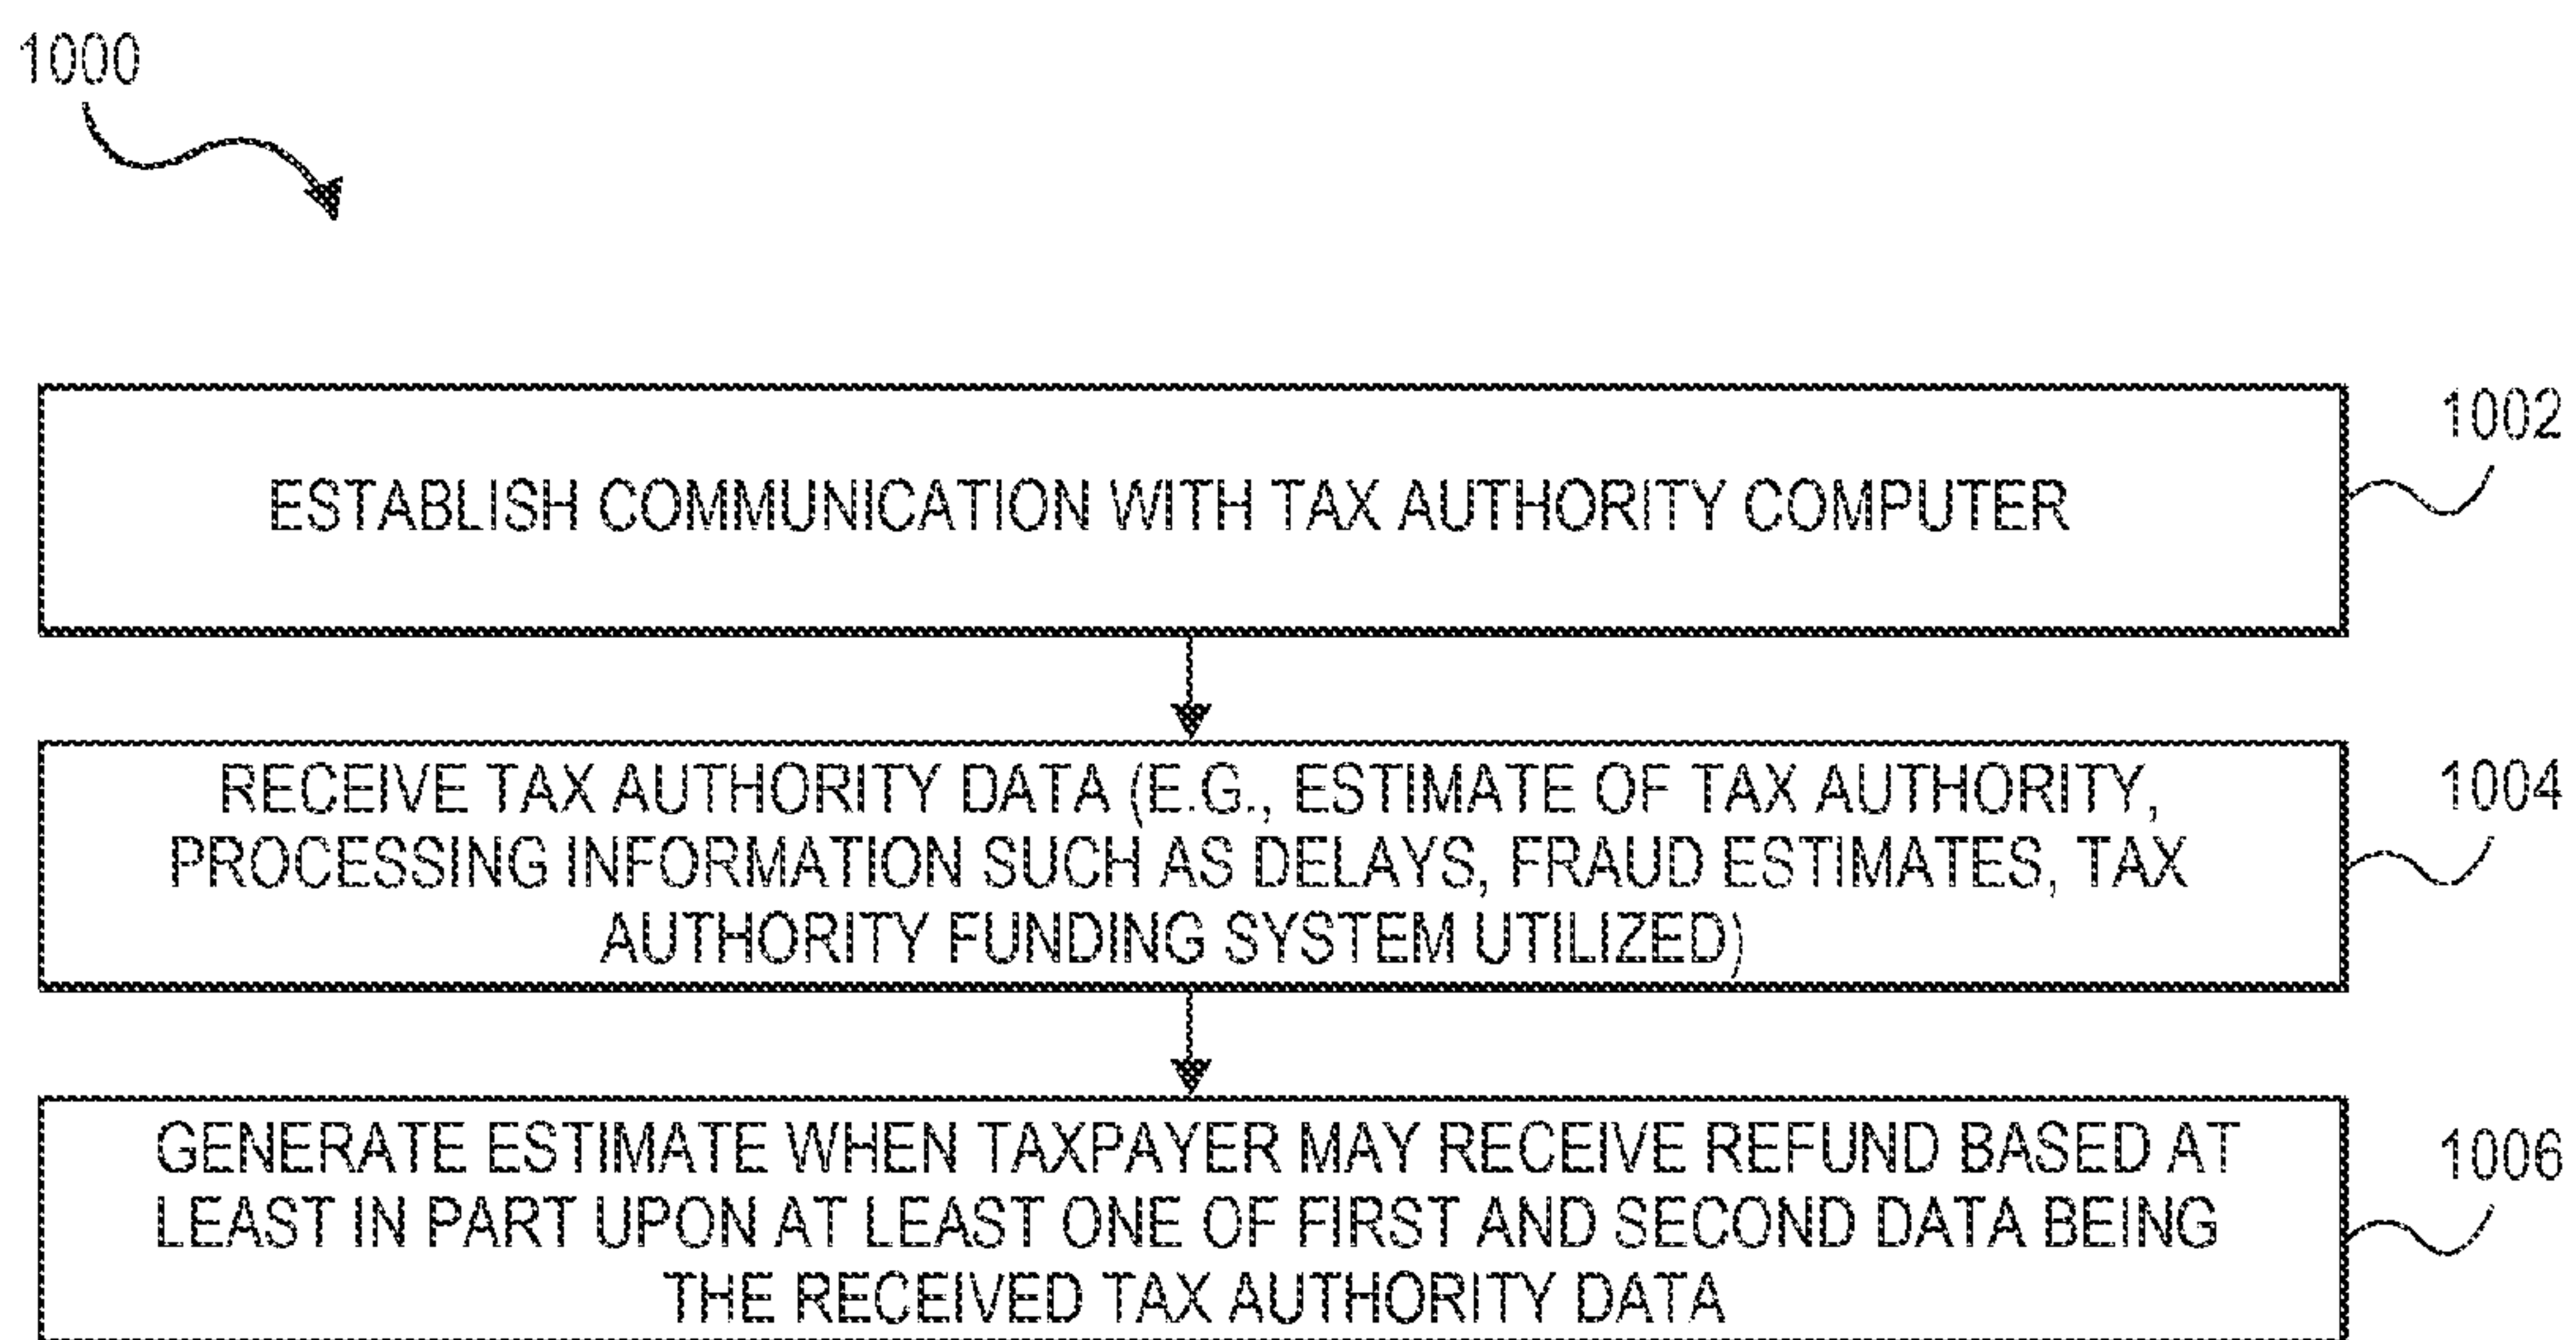 1000
ESTABLISH COMMUNICATION WITH TAX AUTHORITY COMPUTER
1002
RECEIVE TAX AUTHORITY DATA (E.G., ESTIMATE OF TAX AUTHORITY,
PROCESSING INFORMATION SUCH AS DELAYS, FRAUD ESTIMATES, TAX
AUTHORITY FUNDING SYSTEM UTILIZED)
1004
GENERATE ESTIMATE WHEN TAXPAYER MAY RECEIVE REFUND BASED AT
LEAST IN PART UPON AT LEAST ONE OF FIRST AND SECOND DATA BEING
THE RECEIVED TAX AUTHORITY DATA
1006